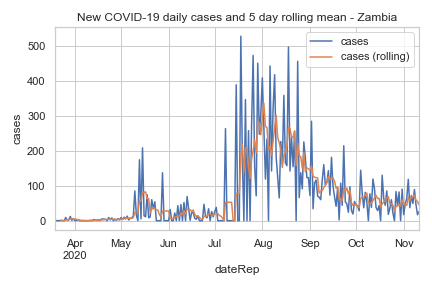 New COVID-19 daily cases and 5 day rolling mean - Zambia
cases
cases (rolling)
cases
500
400
300
200
100
0
Apr May Jun Jul Aug Sep Oct Nov
2020
dateRep